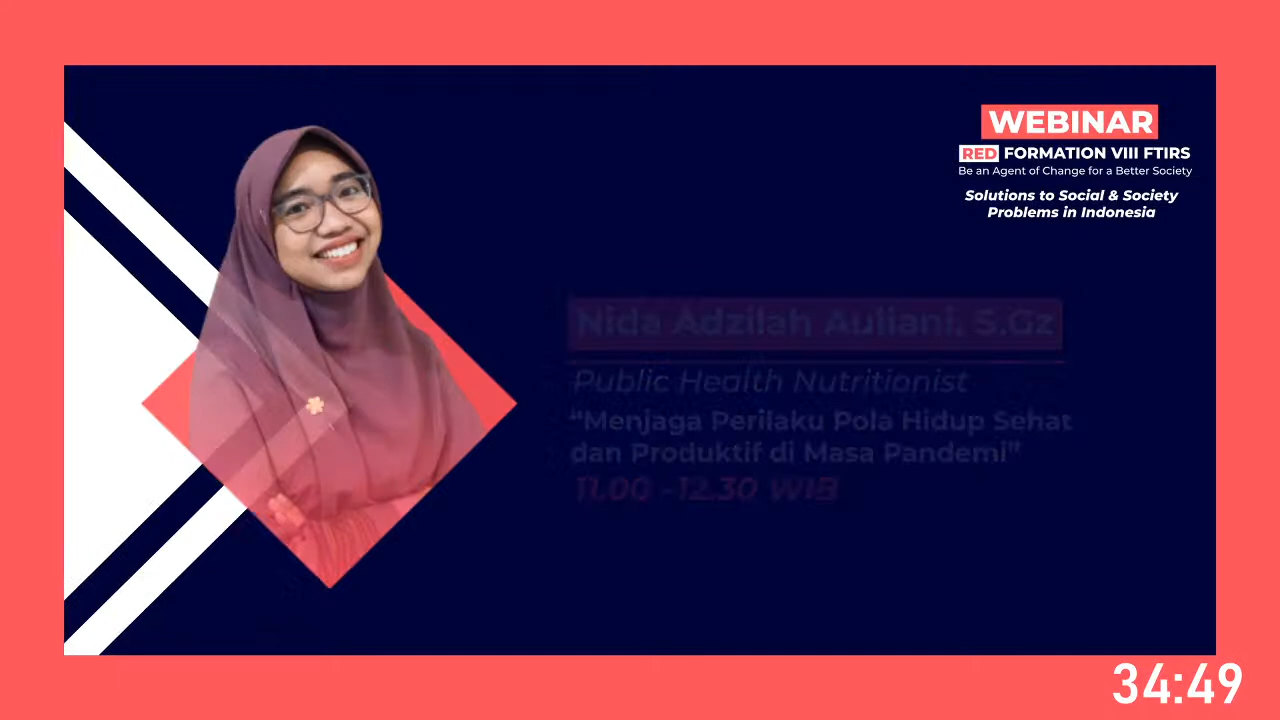 WEBINAR
RED FORMATION VIII FTIRS
Be an Agent of Change for a Better Society
Solutions to Social & Society
Problems in Indonesia
Nida Adzilah Auliani, S.Gz
Public Health Nutritionist
“Menjaga Perilaku Pola Hidup Sehat
dan Produktif di Masa Pandemi”
11.00 -12.30 WIB
34:49